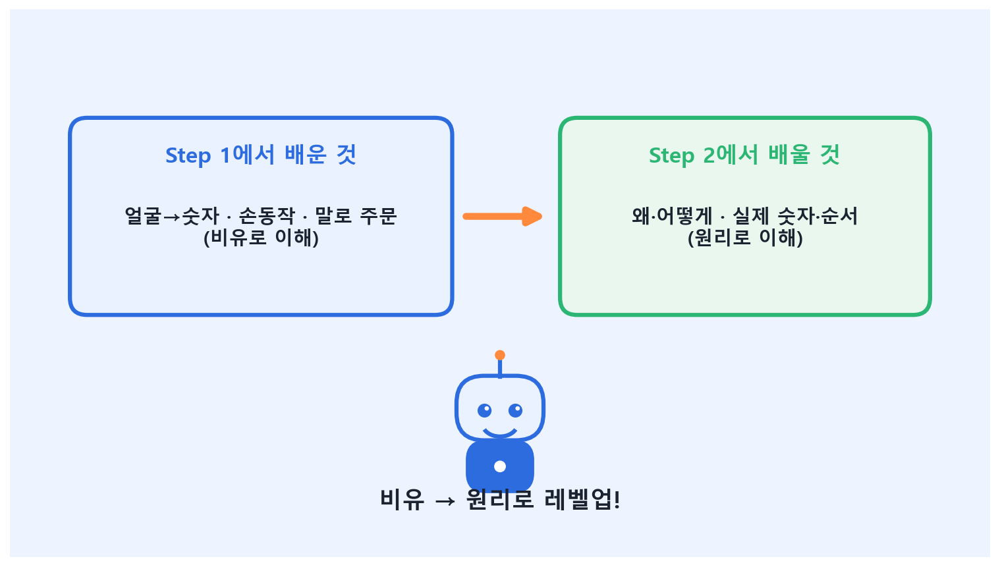 Step 1에서 배운 것
얼굴→숫자 · 손동작 · 말로 주문
(비유로 이해)
Step 2에서 배울 것
왜·어떻게 · 실제 숫자·순서
(원리로 이해)
비유 → 원리로 레벨업!